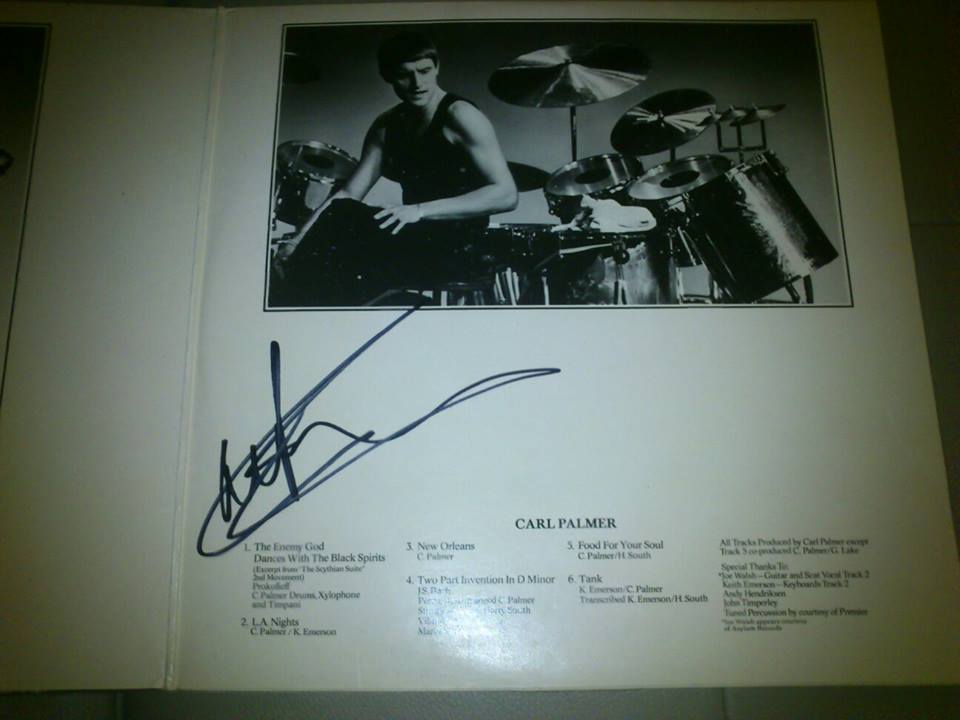 CARL PALMER
1. The Enemy God
Dances With The Black Spirits
(Excerpt from "The Scythian Suite"
2nd Movement)
Prokofieff
C. Palmer Drums, Xylophone
and Timpani
2. L.A. Nights
C. Palmer / K. Emerson
3. New Orleans
C. Palmer
4. Two Part Invention In D Minor
J.S. Bach
C. Palmer
Harry South
5. Food For Your Soul
C. Palmer/H. South
6. Tank
K. Emerson/C. Palmer
Transcribed K. Emerson/H. South
All Tracks Produced by Carl Palmer except
Track 5 co-produced C. Palmer/G. Lake
Special Thanks To:
*Joe Walsh – Guitar and Scat Vocal Track 2
Keith Emerson – Keyboards Track 2
Andy Hendriksen
John Timperley
Tuned Percussion by courtesy of Premier
*Joe Walsh appears courtesy
of Asylum Records